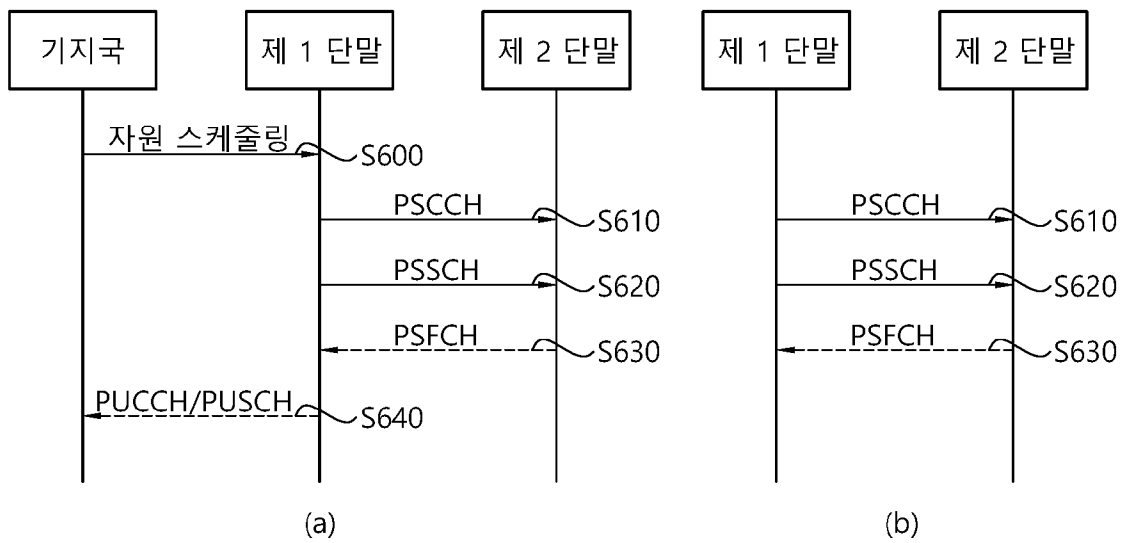 기지국 제 1 단말 제 2 단말 제 1 단말 제 2 단말
자원 스케줄링
S600
PSCCH S610 PSCCH S610
PSSCH S620 PSSCH S620
PSFCH S630 PSFCH S630
PUCCH/PUSCH S640
(a) (b)